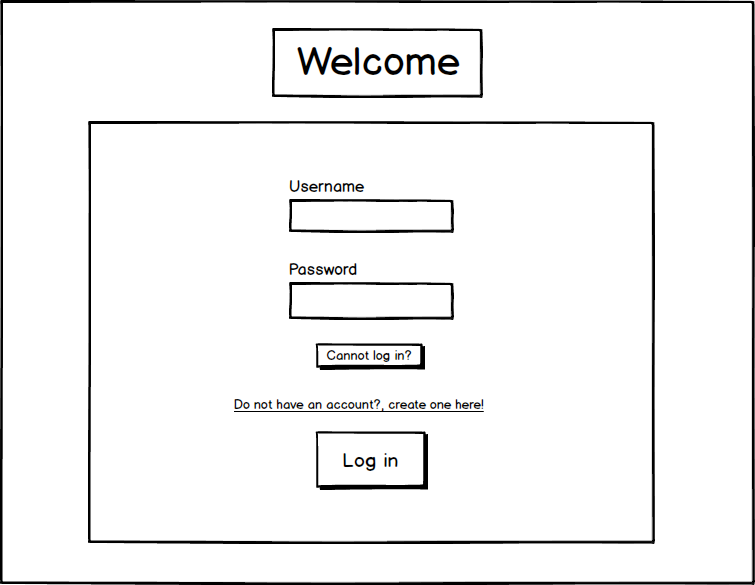 Welcome
Username
Password
Cannot log in?
Do not have an account?, create one here!
Log in